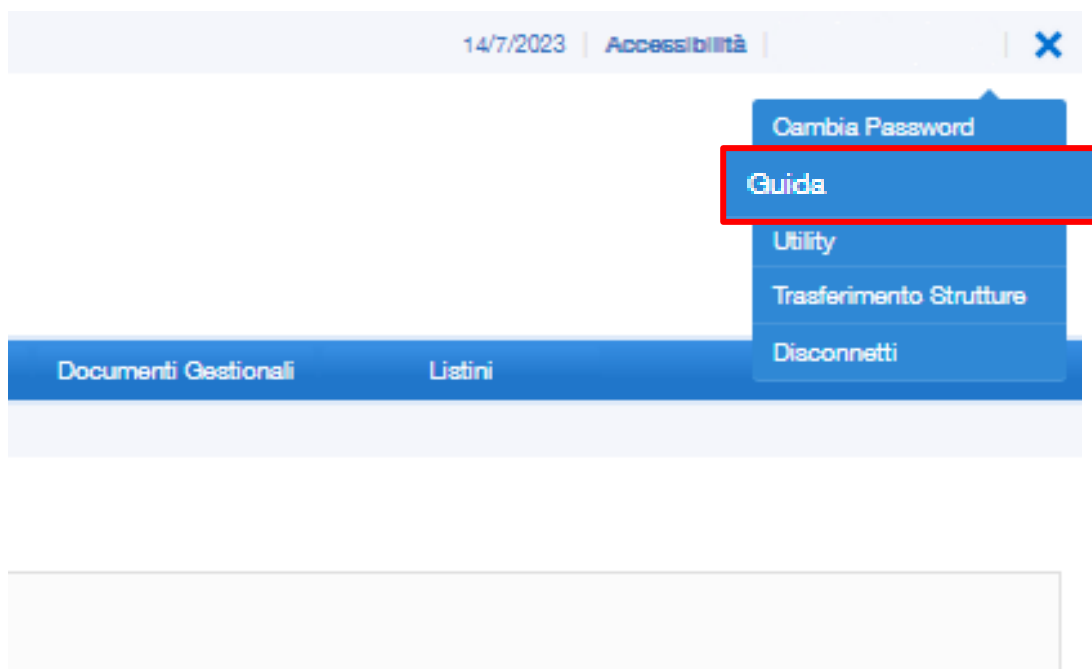 14/7/2023 Accessibilità
Cambia Password
Guida
Utility
Trasferimento Strutture
Disconnetti
Documenti Gestionali Listini